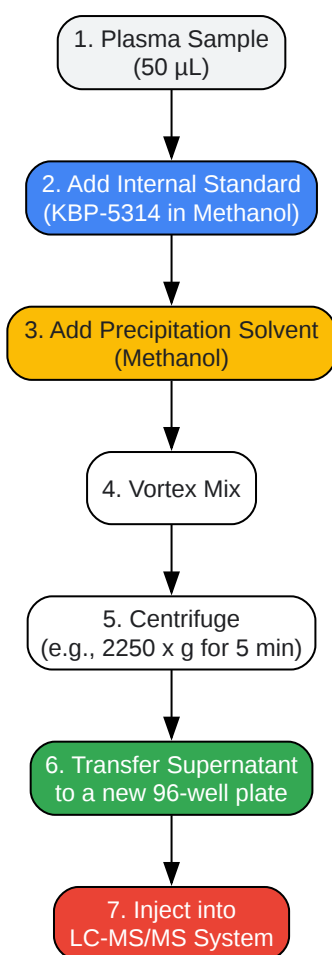 1. Plasma Sample
(50 µL)
2. Add Internal Standard
(KBP-5314 in Methanol)
3. Add Precipitation Solvent
(Methanol)
4. Vortex Mix
5. Centrifuge
(e.g., 2250 x g for 5 min)
6. Transfer Supernatant
to a new 96-well plate
7. Inject into
LC-MS/MS System